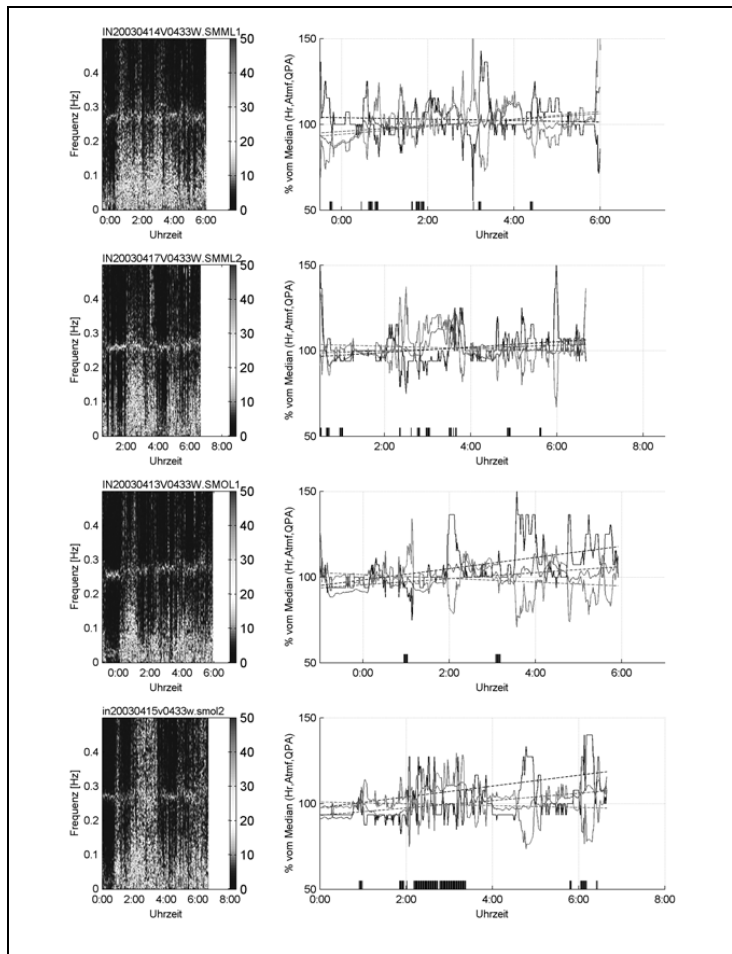 IN20030414V0433W.SMML1
Frequenz [Hz]
0.4
0.3
0.2
0.1
0
0:00 2:00 4:00 6:00
Uhrzeit
50
40
30
20
10
0
% vom Median (Hr,Atmf,QPA)
150
100
50
0:00 2:00 4:00 6:00
Uhrzeit
IN20030417V0433W.SMML2
Frequenz [Hz]
0.4
0.3
0.2
0.1
0
2:00 4:00 6:00 8:00
Uhrzeit
50
40
30
20
10
0
% vom Median (Hr,Atmf,QPA)
150
100
50
2:00 4:00 6:00 8:00
Uhrzeit
IN20030413V0433W.SMOL1
Frequenz [Hz]
0.4
0.3
0.2
0.1
0
0:00 2:00 4:00 6:00
Uhrzeit
50
40
30
20
10
0
% vom Median (Hr,Atmf,QPA)
150
100
50
0:00 2:00 4:00 6:00
Uhrzeit
in20030415v0433w.smol2
Frequenz [Hz]
0.4
0.3
0.2
0.1
0
0:00 2:00 4:00 6:00 8:00
Uhrzeit
50
40
30
20
10
0
% vom Median (Hr,Atmf,QPA)
150
100
50
0:00 2:00 4:00 6:00 8:00
Uhrzeit